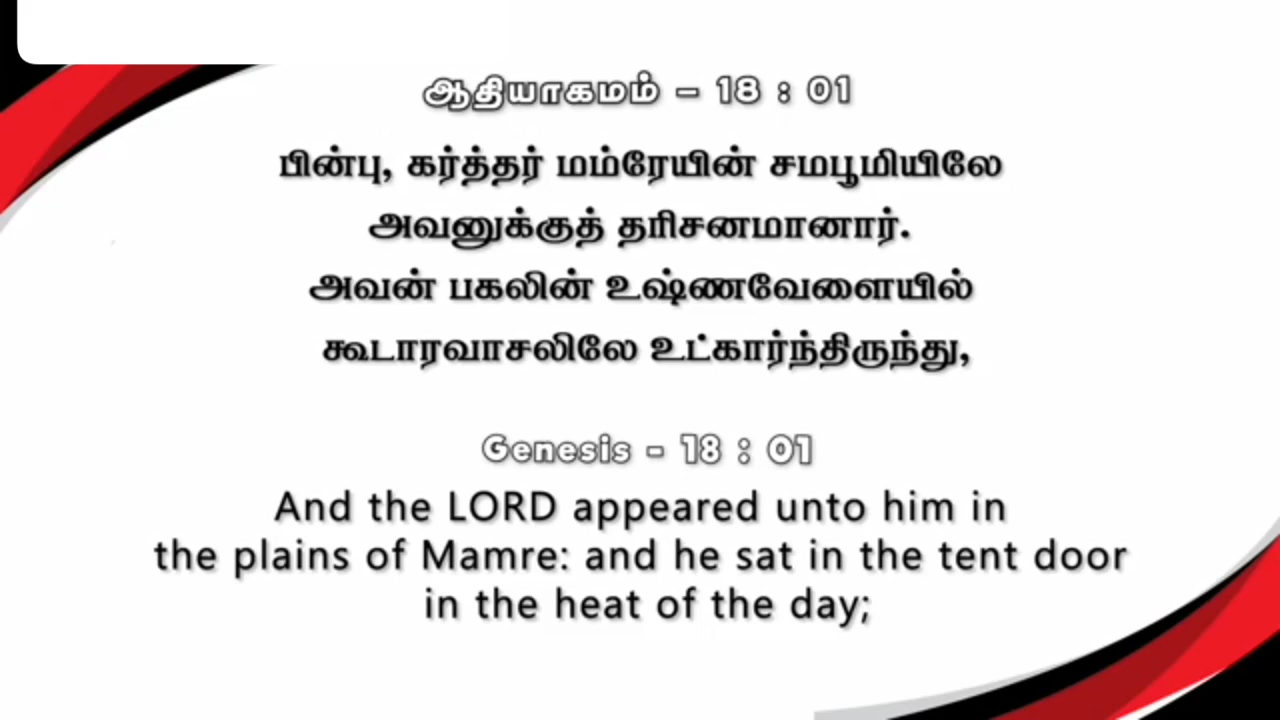 ஆதியாகமம் – 18 : 01
பின்பு, கர்த்தர் மம்ரேயின் சமபூமியிலே
அவனுக்குத் தரிசனமானார்.
அவன் பகலின் உஷ்ணவேளையில்
கூடாரவாசலிலே உட்கார்ந்திருந்து,
Genesis - 18 : 01
And the LORD appeared unto him in
the plains of Mamre: and he sat in the tent door
in the heat of the day;